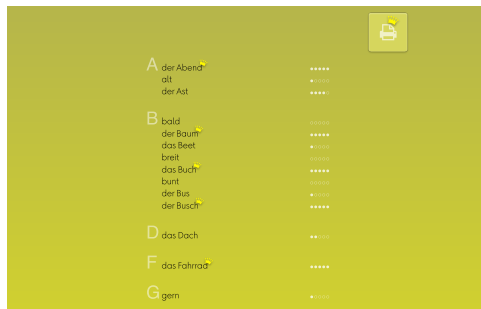 A der Abend
alt
der Ast
B bald
der Baum
das Beet
breit
das Buch
bunt
der Bus
der Busch
D das Dach
F das Fahrrad
G gern